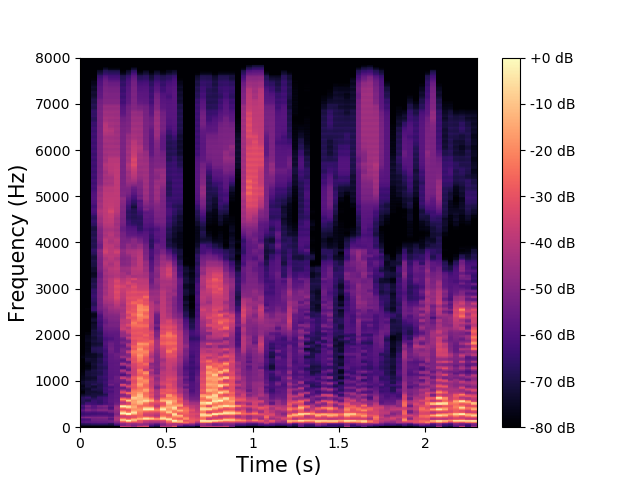 8000
7000
6000
5000
4000
3000
2000
1000
0
Frequency (Hz)
0 0.5 1 1.5 2
Time (s)
+0 dB
-10 dB
-20 dB
-30 dB
-40 dB
-50 dB
-60 dB
-70 dB
-80 dB